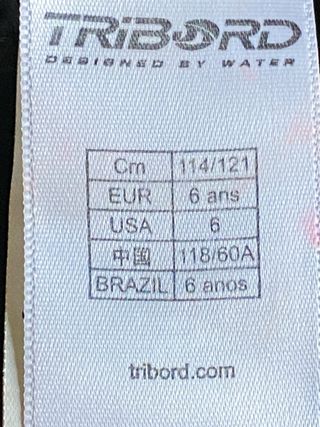 TRIBORD
DESIGNED BY WATER
Cm 114/121
EUR 6 ans
USA 6
中国 118/60A
BRAZIL 6 anos
tribord.com